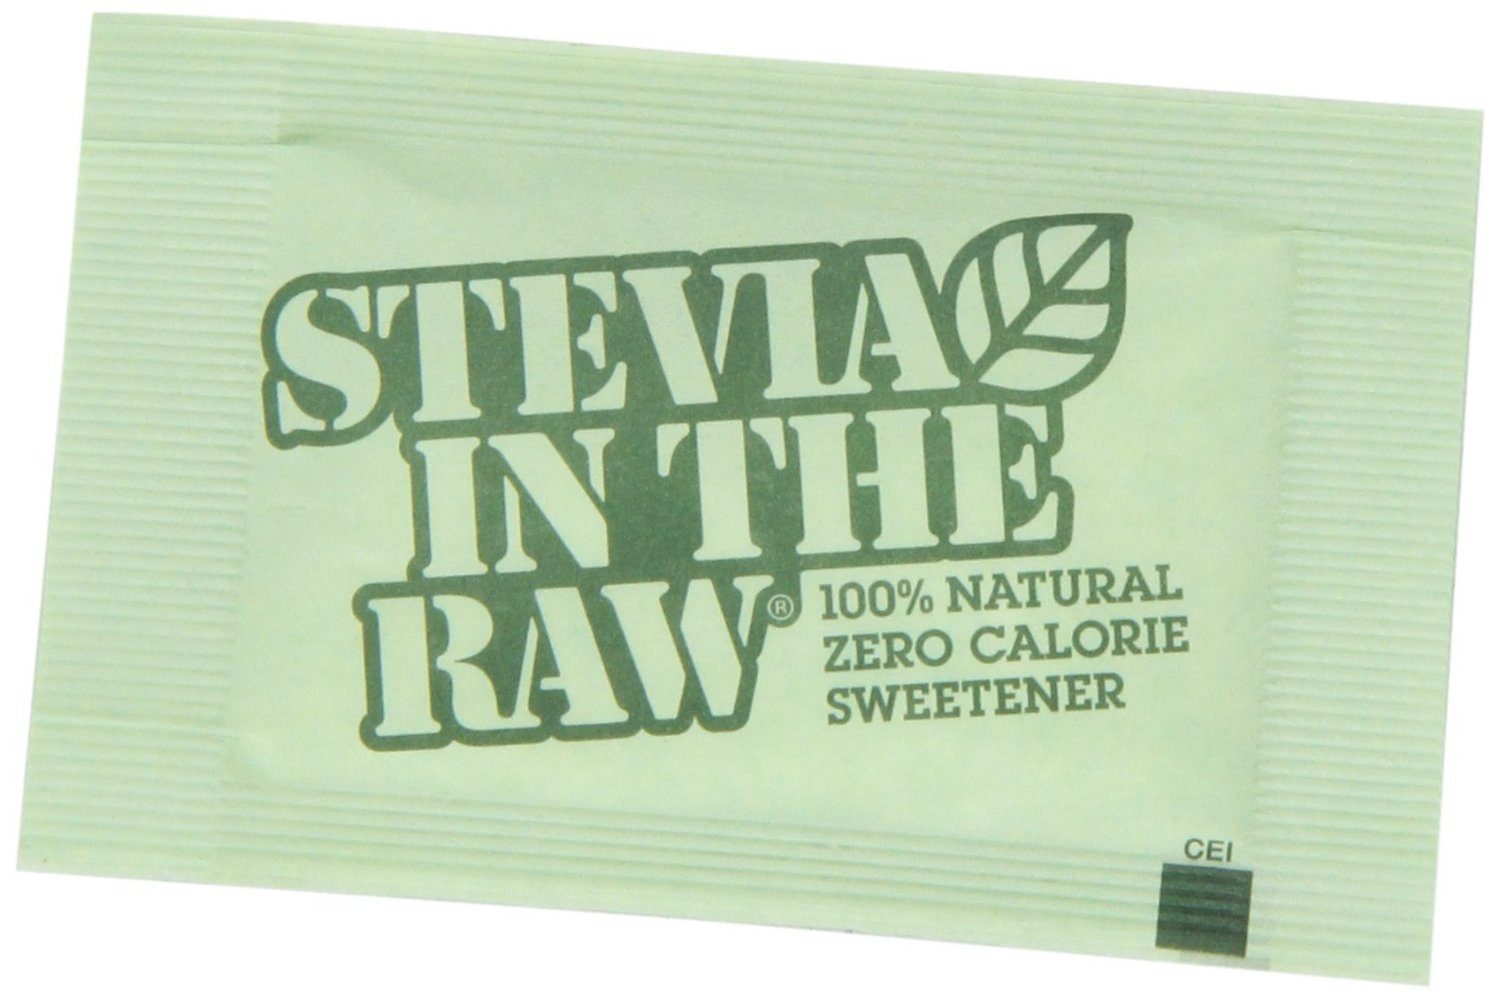 STEVIA
IN THE
RAW®
100% NATURAL
ZERO CALORIE
SWEETENER
CEI